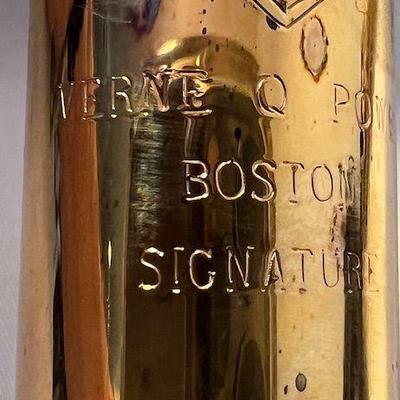 VERNE Q POW
BOSTON
SIGNATURE